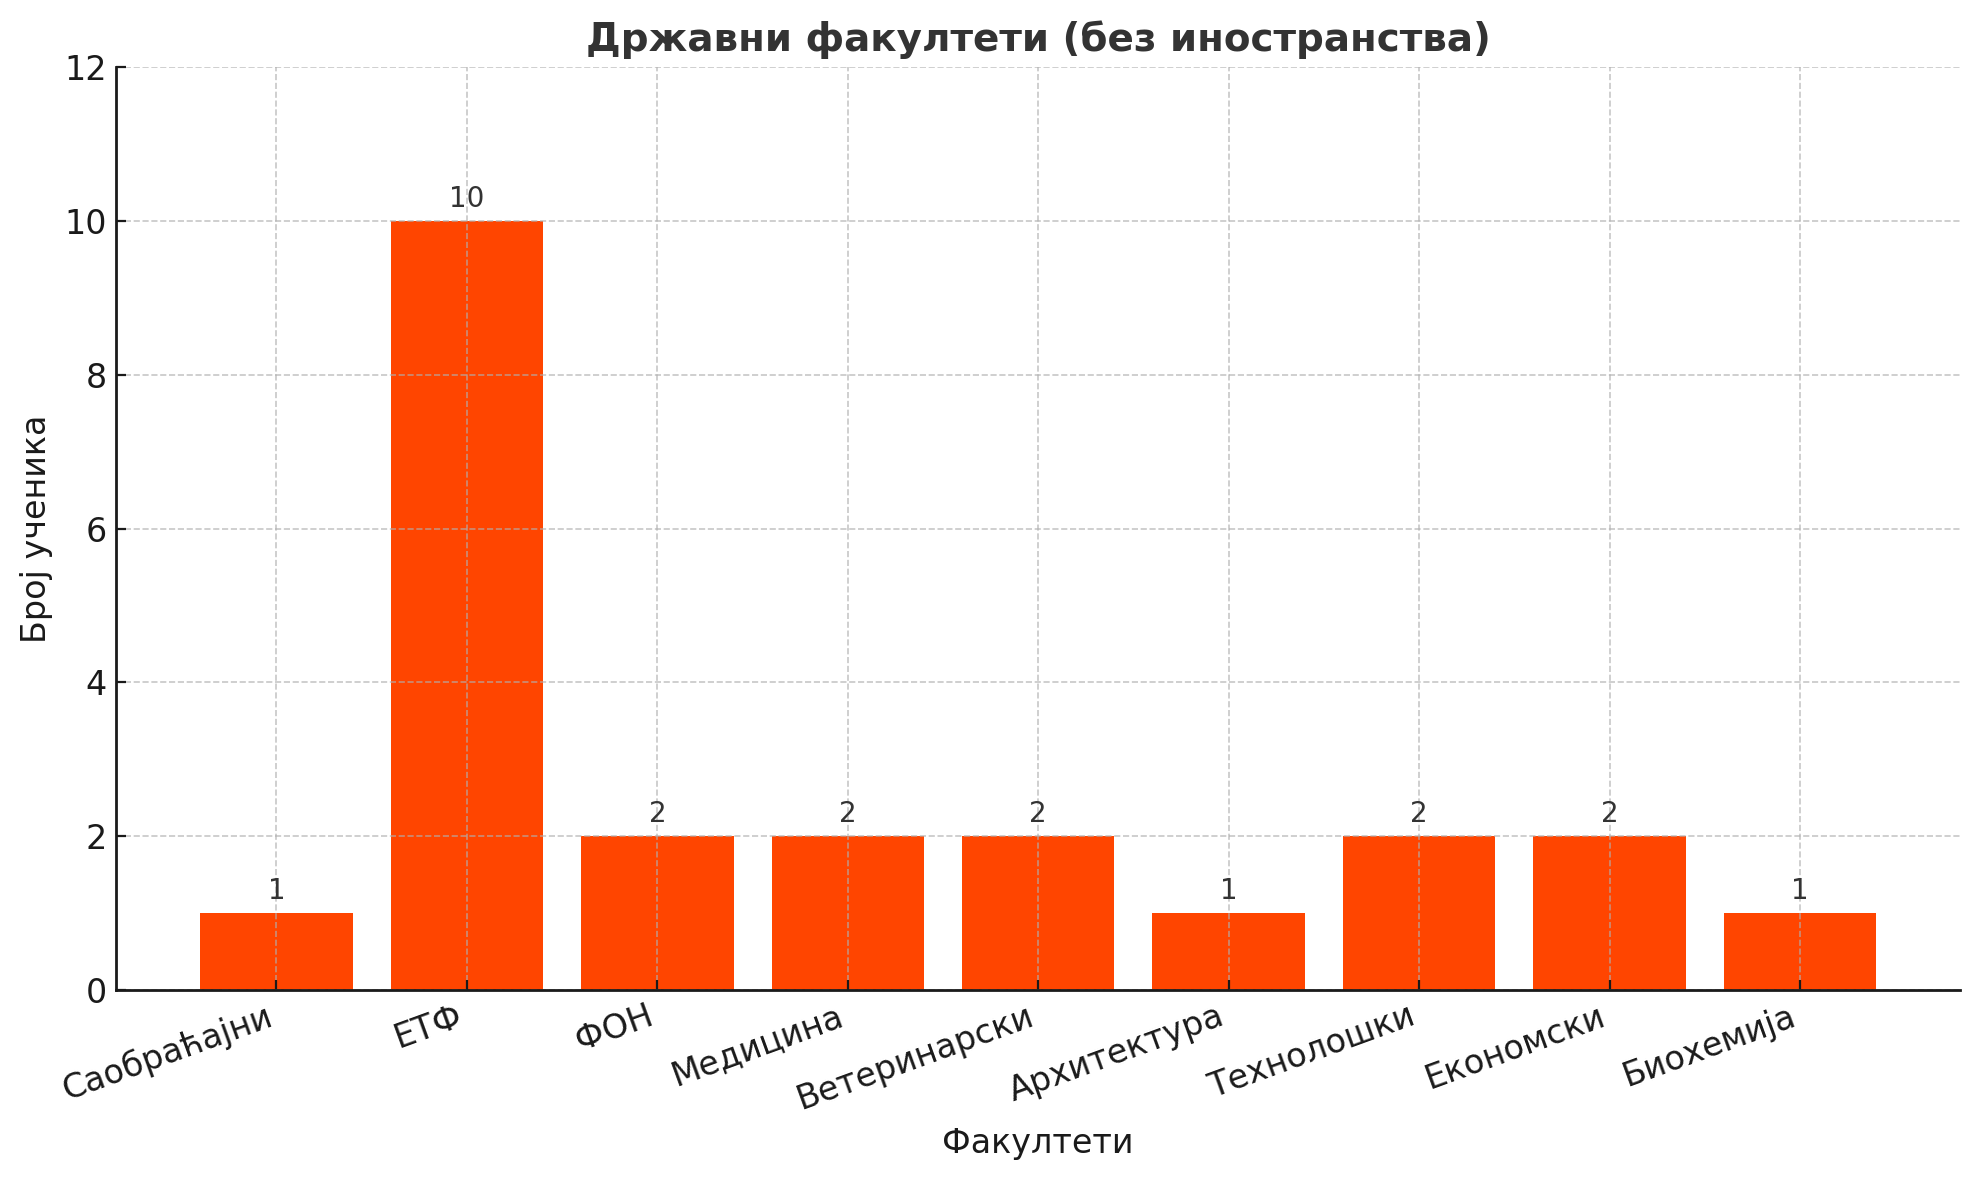 Државни факултети (без иностранства)
12
10
8
6
4
2
0
Број ученика
1
10
2
2
2
1
2
2
1
Саобраћајни
ЕТФ
ФОН
Медицина
Ветеринарски
Архитектура
Технолошки
Економски
Биохемија
Факултети